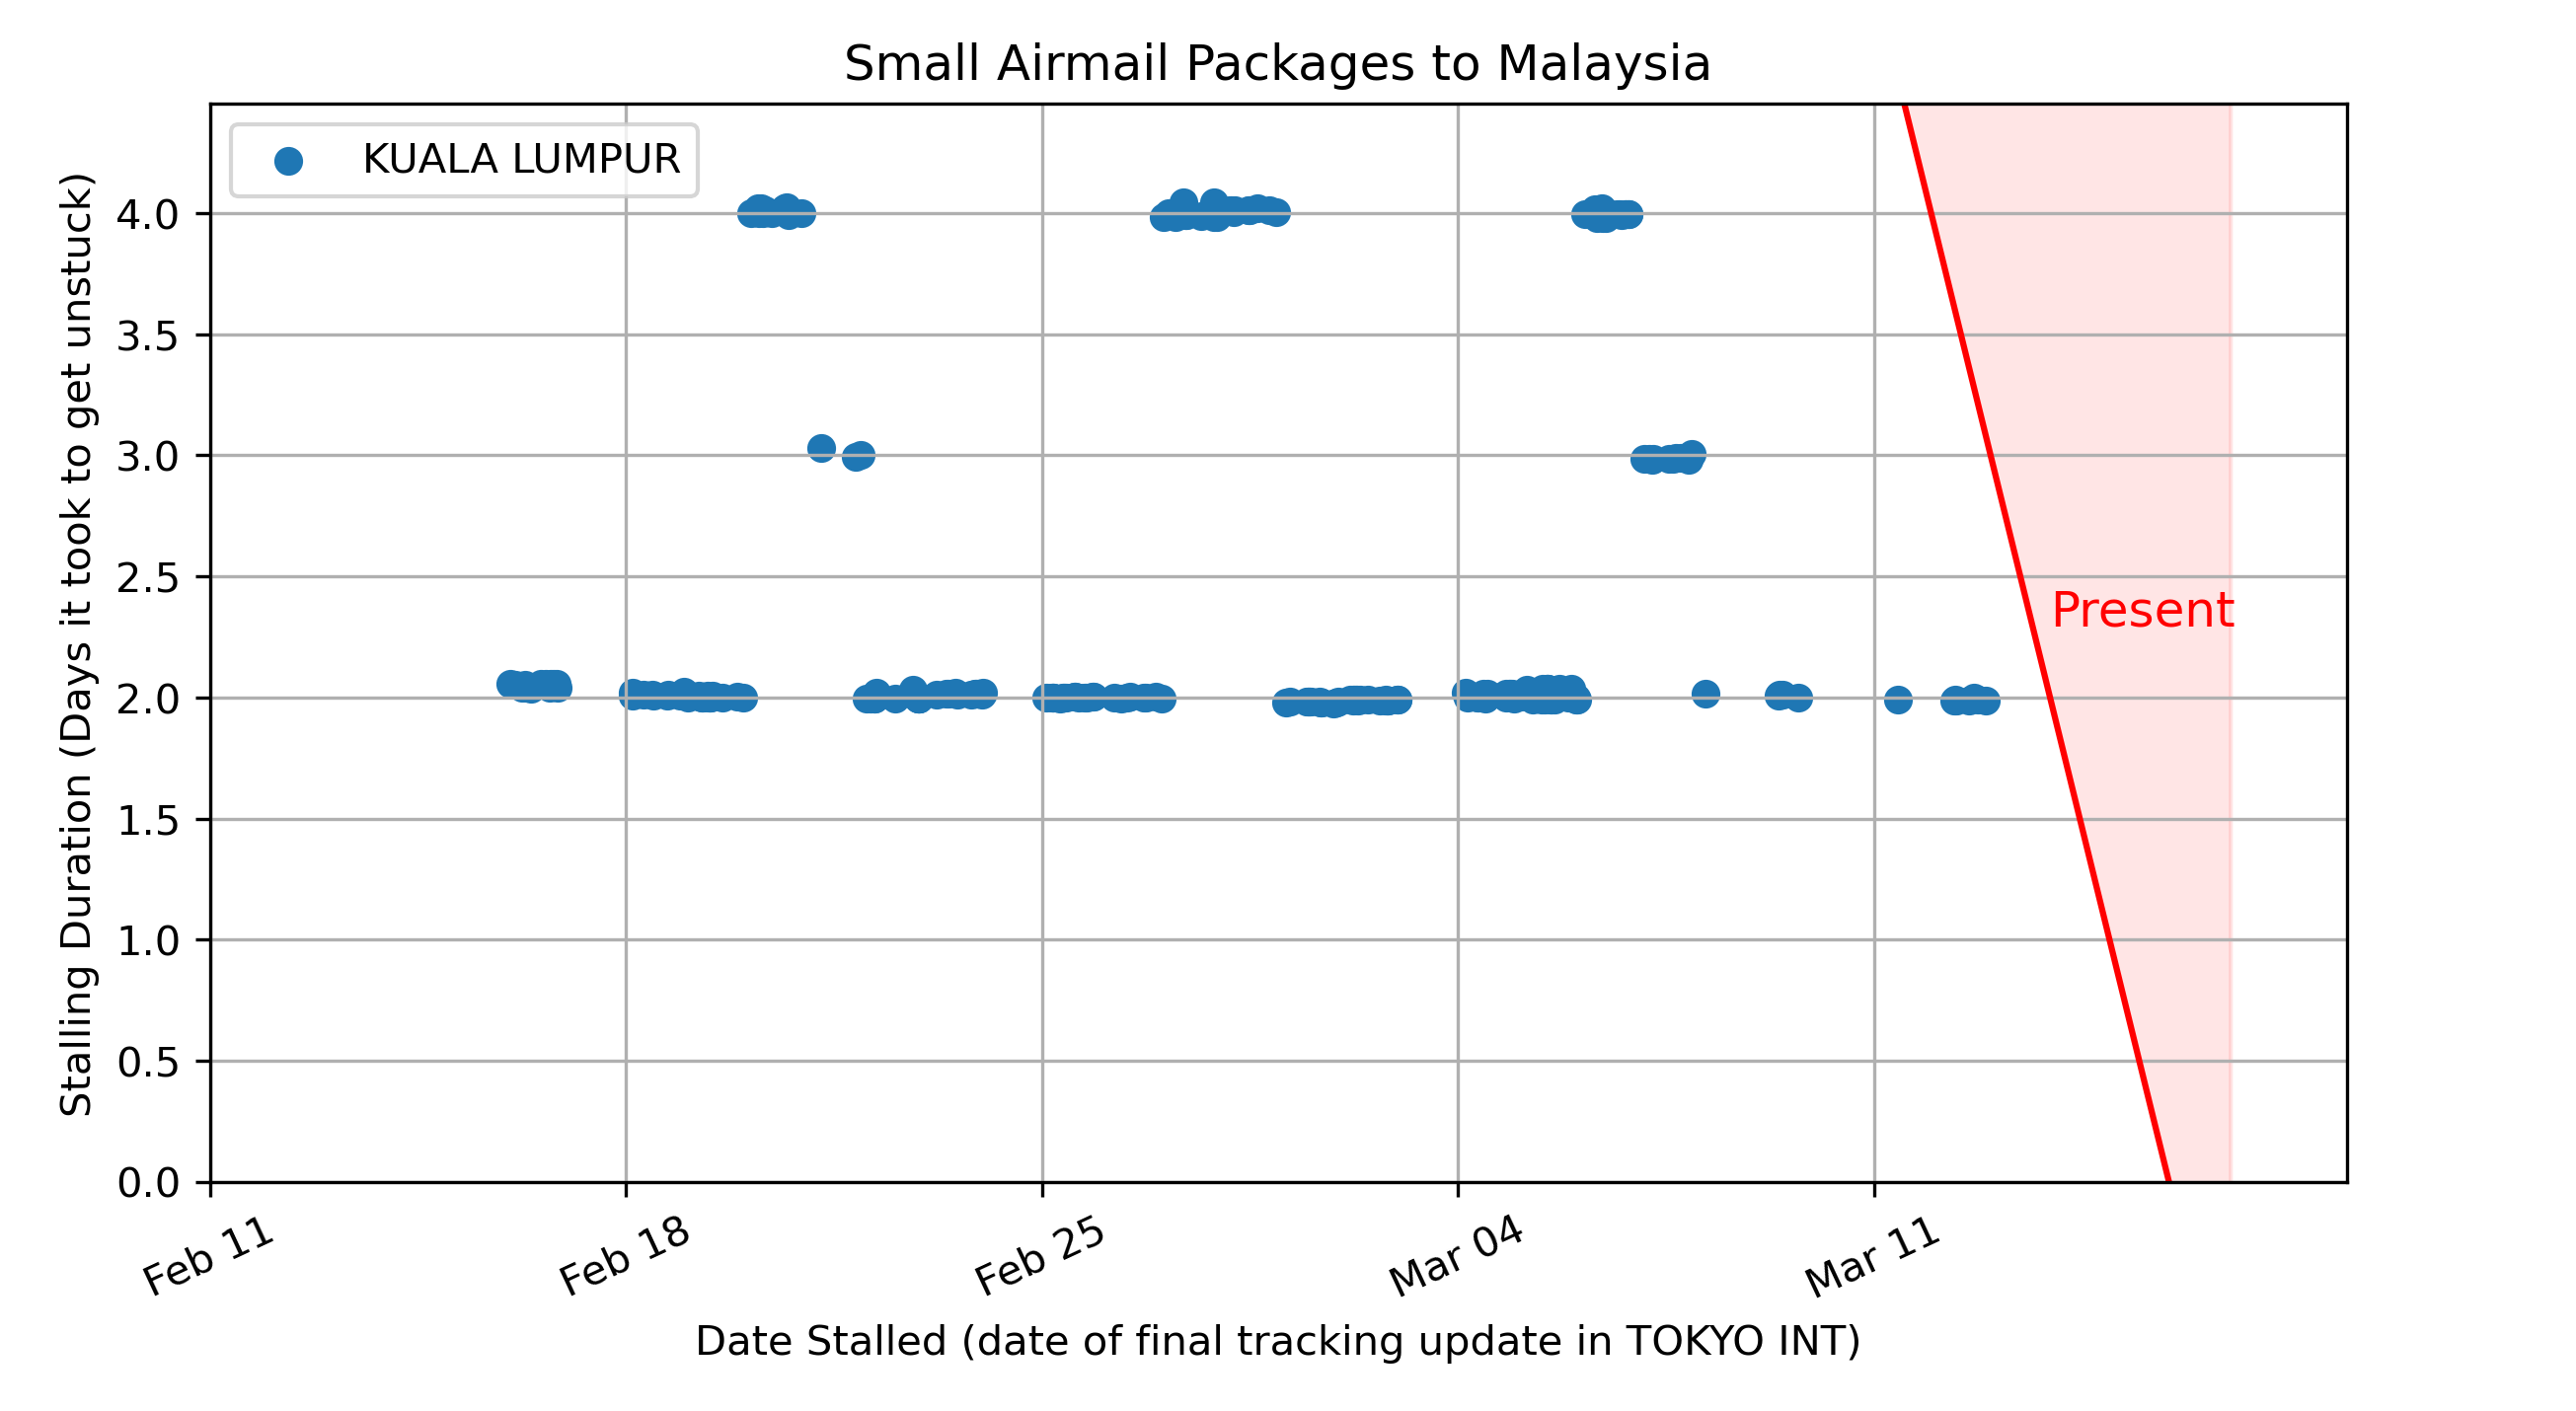 Small Airmail Packages to Malaysia
KUALA LUMPUR
Stalling Duration (Days it took to get unstuck)
4.0
3.5
3.0
2.5
2.0
1.5
1.0
0.5
0.0
Present
Feb 11
Feb 18
Feb 25
Mar 04
Mar 11
Date Stalled (date of final tracking update in TOKYO INT)